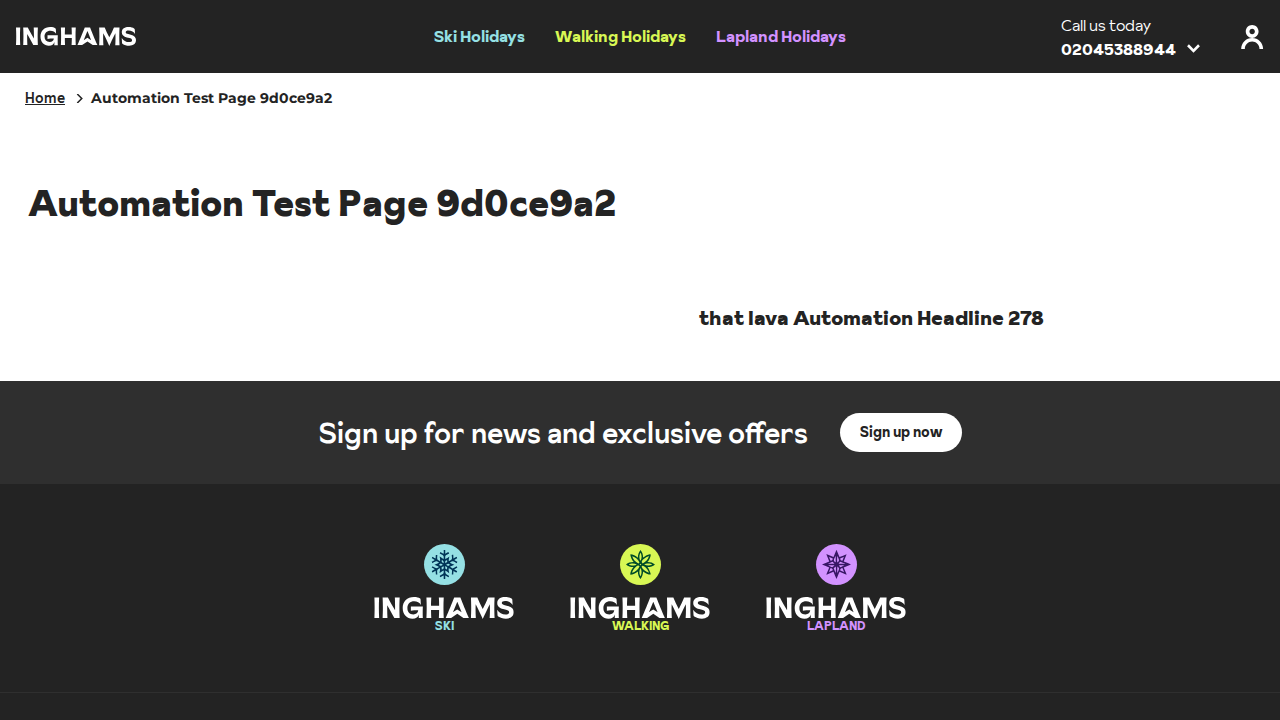 INGHAMS
Ski Holidays
Walking Holidays
Lapland Holidays
Call us today
02045388944
Home
Automation Test Page 9d0ce9a2
Automation Test Page 9d0ce9a2
that lava Automation Headline 278
Sign up for news and exclusive offers
Sign up now
INGHAMS
SKI
INGHAMS
WALKING
INGHAMS
LAPLAND